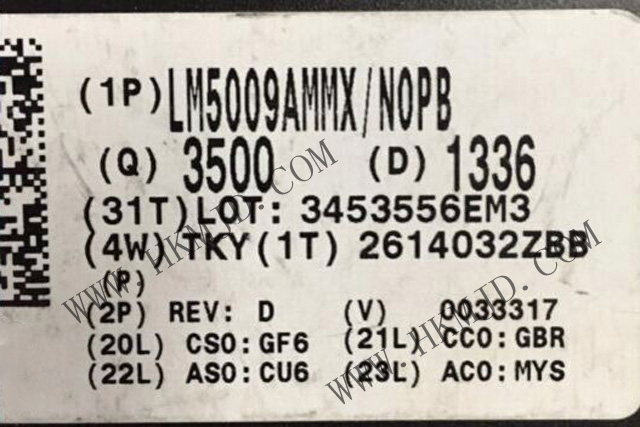 (1P) LM5009AMMX/NOPB
(Q) 3500 (D) 1336
(31T) LOT: 3453556EM3
(4W) TKY (1T) 2614032ZBB
(P)
(2P) REV: D (V) 0033317
(20L) CSO: GF6 (21L) CCO: GBR
(22L) ASO: CU6 (23L) ACO: MYS
WWW.HKMJD.COM
WWW.HKMJD.COM